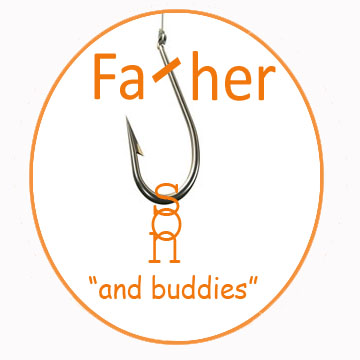 Father
son
“and buddies”